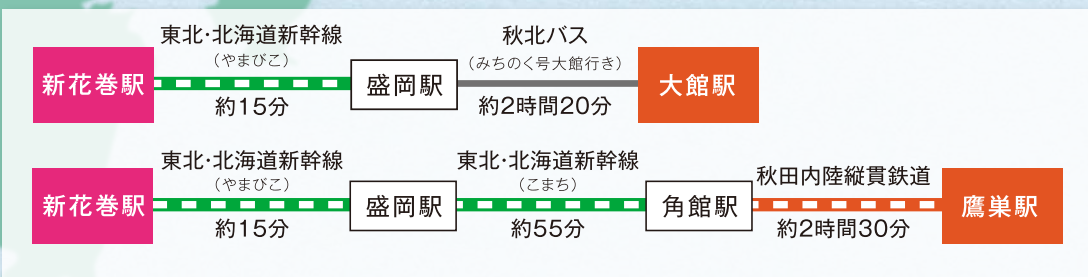 東北･北海道新幹線
（やまびこ）
秋北バス
（みちのく号大館行き）
新花巻駅
盛岡駅
大館駅
約15分
約2時間20分
東北･北海道新幹線
（やまびこ）
東北･北海道新幹線
（こまち）
秋田内陸縦貫鉄道
新花巻駅
盛岡駅
角館駅
鷹巣駅
約15分
約55分
約2時間30分